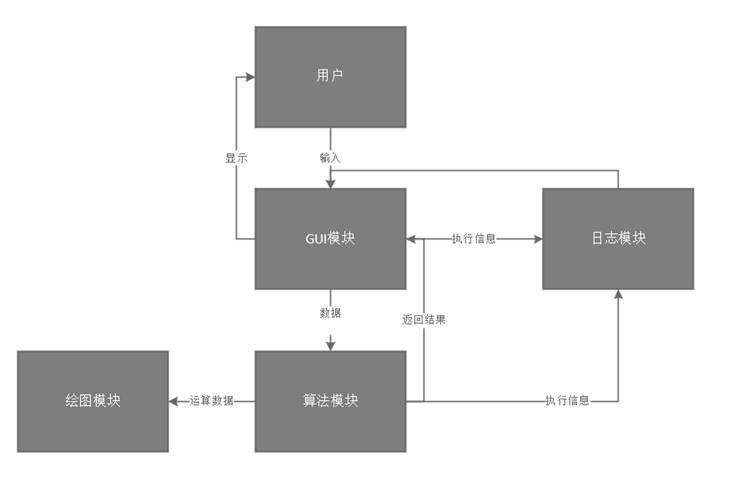 用户
显示
输入
GUI模块
执行信息
日志模块
数据
返回结果
绘图模块
运算数据
算法模块
执行信息